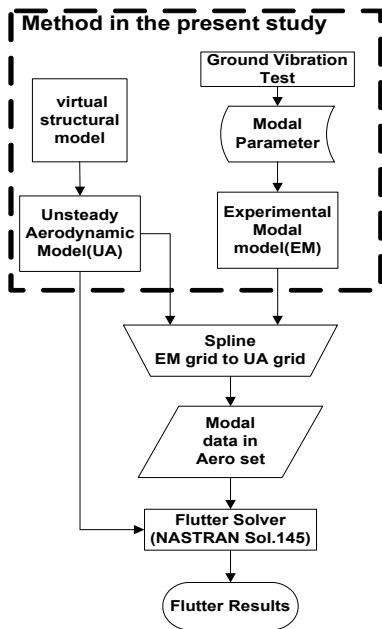 Method in the present study
Ground Vibration
Test
virtual
structural
model
Modal
Parameter
Unsteady
Aerodynamic
Model(UA)
Experimental
Modal
model(EM)
Spline
EM grid to UA grid
Modal
data in
Aero set
Flutter Solver
(NASTRAN Sol.145)
Flutter Results